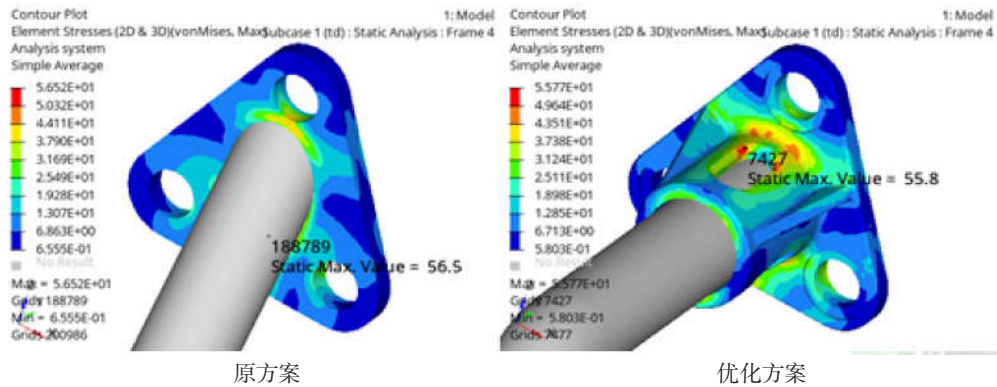 Contour Plot
1: Model
Element Stresses (2D & 3D)(vonMises, Max
Subcase 1 (td) : Static Analysis : Frame 4
Analysis system
Simple Average
5.652E+01
5.032E+01
4.411E+01
3.790E+01
3.169E+01
2.549E+01
1.928E+01
1.307E+01
6.863E+00
6.555E-01
No Result
Max = 5.652E+01
Grids 188789
Min = 6.555E-01
Grids 200986
188789
Static Max. Value = 56.5
原方案
Contour Plot
1: Model
Element Stresses (2D & 3D)(vonMises, Max
Subcase 1 (td) : Static Analysis : Frame 4
Analysis system
Simple Average
5.577E+01
4.964E+01
4.351E+01
3.738E+01
3.124E+01
2.511E+01
1.898E+01
1.285E+01
6.713E+00
5.803E-01
No Result
Max = 5.577E+01
Grids 7427
Min = 5.803E-01
Grids 7477
7427
Static Max. Value = 55.8
优化方案